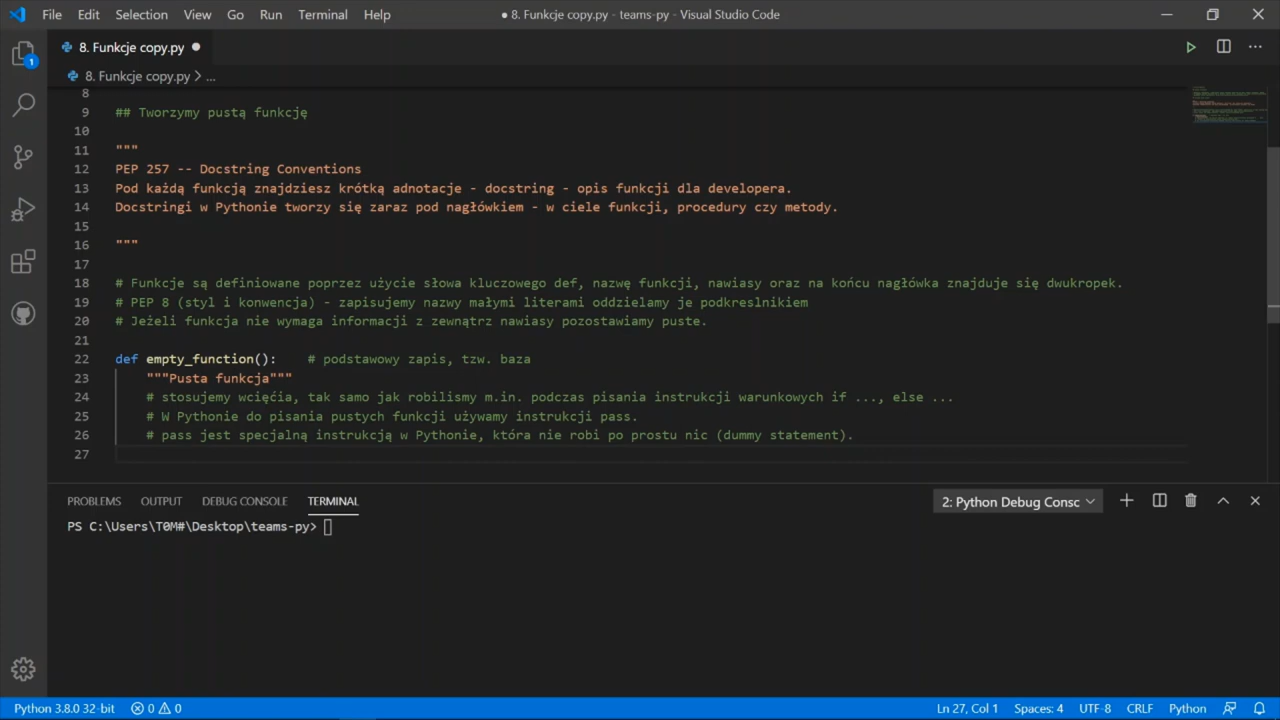 File Edit Selection View Go Run Terminal Help ● 8. Funkcje copy.py - teams-py - Visual Studio Code
8. Funkcje copy.py ●
8. Funkcje copy.py > ...
1
8
9 ## Tworzymy pustą funkcję
10
11 """
12 PEP 257 -- Docstring Conventions
13 Pod każdą funkcją znajdziesz krótką adnotacje - docstring - opis funkcji dla developera.
14 Docstringi w Pythonie tworzy się zaraz pod nagłówkiem - w ciele funkcji, procedury czy metody.
15
16 """
17
18 # Funkcje są definiowane poprzez użycie słowa kluczowego def, nazwę funkcji, nawiasy oraz na końcu nagłówka znajduje się dwukropek.
19 # PEP 8 (styl i konwencja) - zapisujemy nazwy małymi literami oddzielamy je podkreslnikiem
20 # Jeżeli funkcja nie wymaga informacji z zewnątrz nawiasy pozostawiamy puste.
21
22 def empty_function(): # podstawowy zapis, tzw. baza
23 """Pusta funkcja"""
24 # stosujemy wcięćia, tak samo jak robilismy m.in. podczas pisania instrukcji warunkowych if ..., else ...
25 # W Pythonie do pisania pustych funkcji używamy instrukcji pass.
26 # pass jest specjalną instrukcją w Pythonie, która nie robi po prostu nic (dummy statement).
27
PROBLEMS OUTPUT DEBUG CONSOLE TERMINAL 2: Python Debug Consc
PS C:\Users\T0M#\Desktop\teams-py>
Python 3.8.0 32-bit 0 0 Ln 27, Col 1 Spaces: 4 UTF-8 CRLF Python